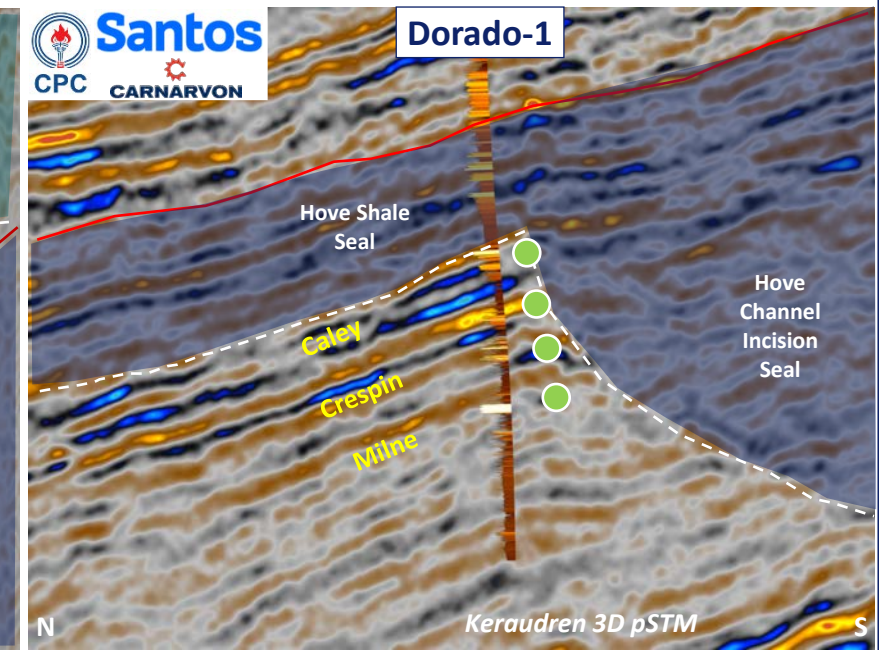 Santos
CPC
CARNARVON
Dorado-1
Hove Shale
Seal
Hove
Channel
Incision
Seal
Caley
Crespin
Milne
N
Keraudren 3D pSTM
S